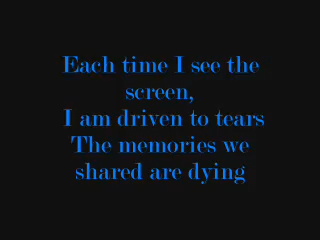 Each time I see the
screen,
I am driven to tears
The memories we
shared are dying